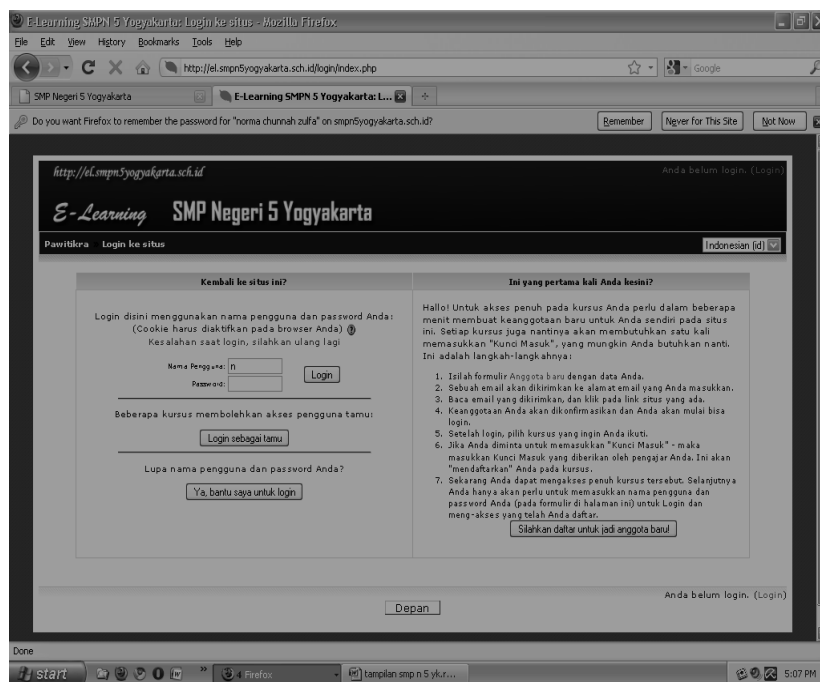 E-Learning SMPN 5 Yogyakarta: Login ke situs - Mozilla Firefox
File Edit View History Bookmarks Tools Help
http://el.smpn5yogyakarta.sch.id/login/index.php
Google
SMP Negeri 5 Yogyakarta
E-Learning SMPN 5 Yogyakarta: L...
Do you want Firefox to remember the password for "norma chunnah zulfa" on smpn5yogyakarta.sch.id?
Remember Never for This Site Not Now
http://el.smpn5yogyakarta.sch.id
Anda belum login. (Login)
E-Learning SMP Negeri 5 Yogyakarta
Pawitikra Login ke situs
Indonesian (id)
Kembali ke situs ini?
Login disini menggunakan nama pengguna dan password Anda:
(Cookie harus diaktifkan pada browser Anda) ?
Kesalahan saat login, silahkan ulang lagi
Nama Pengguna: n
Password:
Login
Beberapa kursus membolehkan akses pengguna tamu:
Login sebagai tamu
Lupa nama pengguna dan password Anda?
Ya, bantu saya untuk login
Ini yang pertama kali Anda kesini?
Hallo! Untuk akses penuh pada kursus Anda perlu dalam beberapa
menit membuat keanggotaan baru untuk Anda sendiri pada situs
ini. Setiap kursus juga nantinya akan membutuhkan satu kali
memasukkan "Kunci Masuk", yang mungkin Anda butuhkan nanti.
Ini adalah langkah-langkahnya:
1. Isilah formulir Anggota baru dengan data Anda.
2. Sebuah email akan dikirimkan ke alamat email yang Anda masukkan.
3. Baca email yang dikirimkan, dan klik pada link situs yang ada.
4. Keanggotaan Anda akan dikonfirmasikan dan Anda akan mulai bisa
login.
5. Setelah login, pilih kursus yang ingin Anda ikuti.
6. Jika Anda diminta untuk memasukkan "Kunci Masuk" - maka
masukkan Kunci Masuk yang diberikan oleh pengajar Anda. Ini akan
"mendaftarkan" Anda pada kursus.
7. Sekarang Anda dapat mengakses penuh kursus tersebut. Selanjutnya
Anda hanya akan perlu untuk memasukkan nama pengguna dan
password Anda (pada formulir di halaman ini) untuk Login dan
meng-akses yang telah Anda daftar.
Silahkan daftar untuk jadi anggota baru!
Anda belum login. (Login)
Depan
Done
start
4 Firefox
tampilan smp n 5 yk.r...
5:07 PM